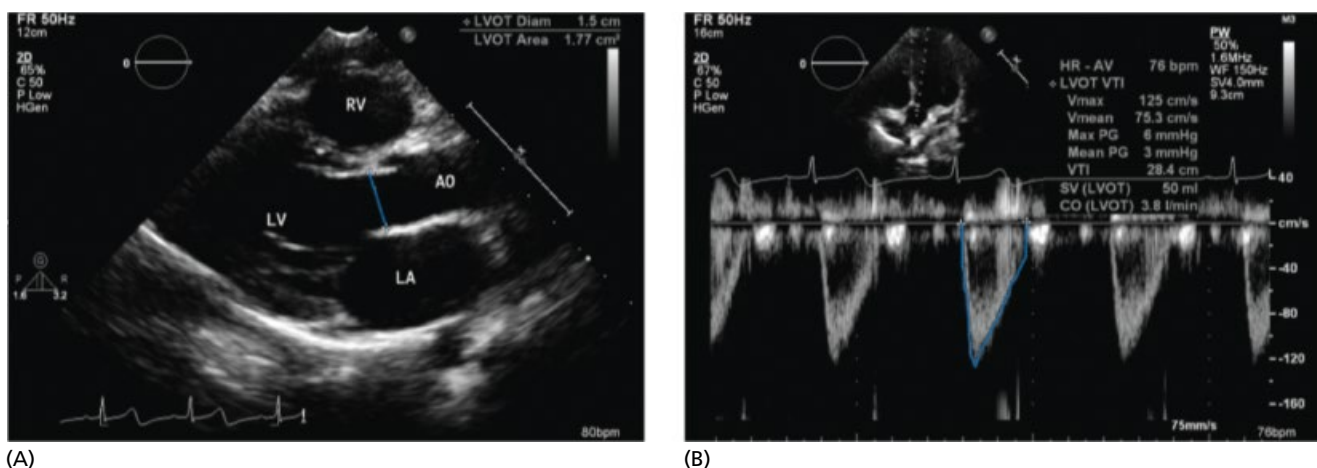 FR 50Hz
12cm
2D
65%
C 50
P Low
HGen
0
LVOT Diam 1.5 cm
LVOT Area 1.77 cm²
RV
AO
LV
LA
G
P R
1.6 3.2
80bpm
(A)
FR 50Hz
16cm
2D
67%
C 50
P Low
HGen
0
M3
PW
50%
1.6MHz
WF 150Hz
SV4.0mm
9.3cm
HR - AV 76 bpm
LVOT VTI
Vmax 125 cm/s
Vmean 75.3 cm/s
Max PG 6 mmHg
Mean PG 3 mmHg
VTI 28.4 cm
SV (LVOT) 50 ml
CO (LVOT) 3.8 l/min
40
cm/s
-40
-80
-120
-160
75mm/s
76bpm
(B)